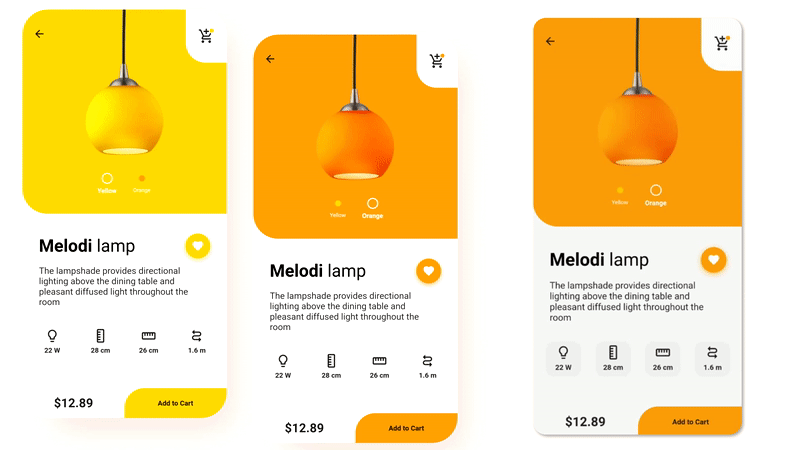 Yellow
Orange
Melodi lamp
The lampshade provides directional
lighting above the dining table and
pleasant diffused light throughout the
room
22 W
28 cm
26 cm
1.6 m
$12.89
Add to Cart
Yellow
Orange
Melodi lamp
The lampshade provides directional
lighting above the dining table and
pleasant diffused light throughout the
room
22 W
28 cm
26 cm
1.6 m
$12.89
Add to Cart
Yellow
Orange
Melodi lamp
The lampshade provides directional
lighting above the dining table and
pleasant diffused light throughout the
room
22 W
28 cm
26 cm
1.6 m
$12.89
Add to Cart